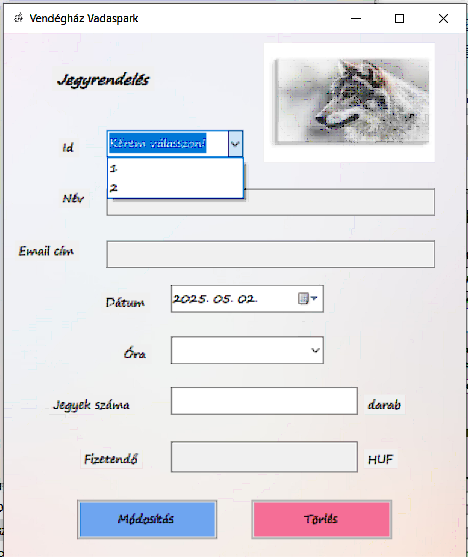 Vendégház Vadaspark
Jegyrendelés
Id
Kérem válasszon!
1
2
Név
Email cím
Dátum
2025. 05. 02.
Óra
Jegyek száma
darab
Fizetendő
HUF
Módosítás
Törlés